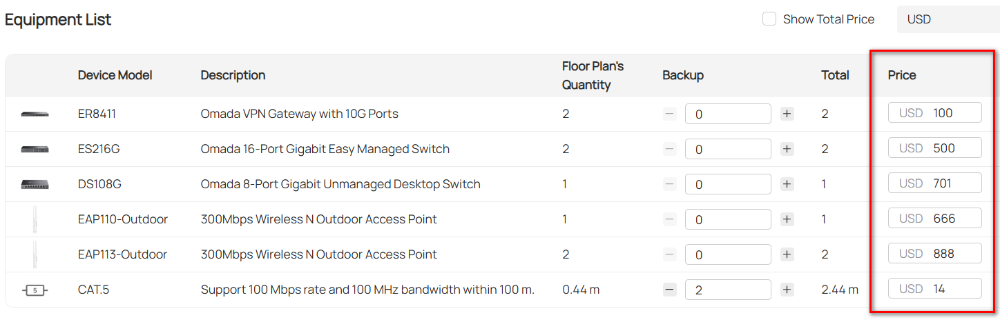 Equipment List
Show Total Price USD
Device Model Description Floor Plan's Quantity Backup Total Price
ER8411 Omada VPN Gateway with 10G Ports 2 − 0 + 2 USD 100
ES216G Omada 16-Port Gigabit Easy Managed Switch 2 − 0 + 2 USD 500
DS108G Omada 8-Port Gigabit Unmanaged Desktop Switch 1 − 0 + 1 USD 701
EAP110-Outdoor 300Mbps Wireless N Outdoor Access Point 1 − 0 + 1 USD 666
EAP113-Outdoor 300Mbps Wireless N Outdoor Access Point 2 − 0 + 2 USD 888
5 CAT.5 Support 100 Mbps rate and 100 MHz bandwidth within 100 m. 0.44 m − 2 + 2.44 m USD 14